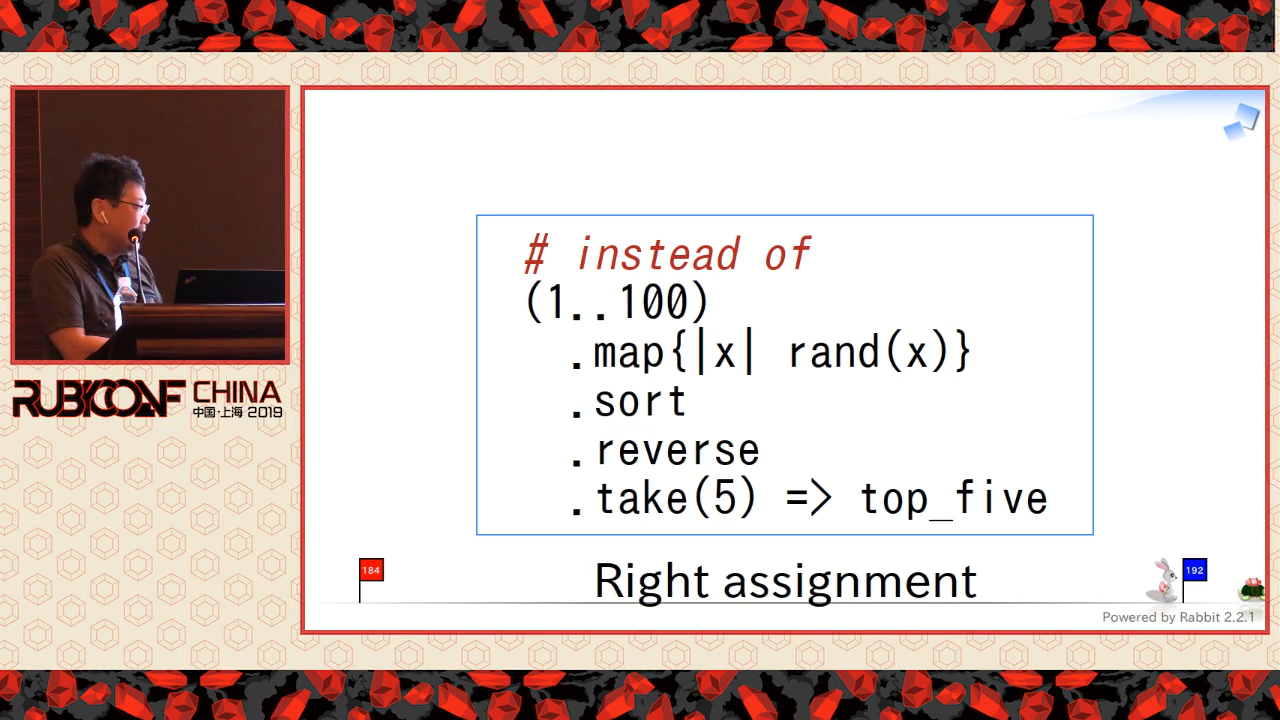 # instead of
(1..100)
.map{|x| rand(x)}
.sort
.reverse
.take(5) => top_five
RUBYCONF CHINA
中国·上海 2019
184
Right assignment
192
Powered by Rabbit 2.2.1